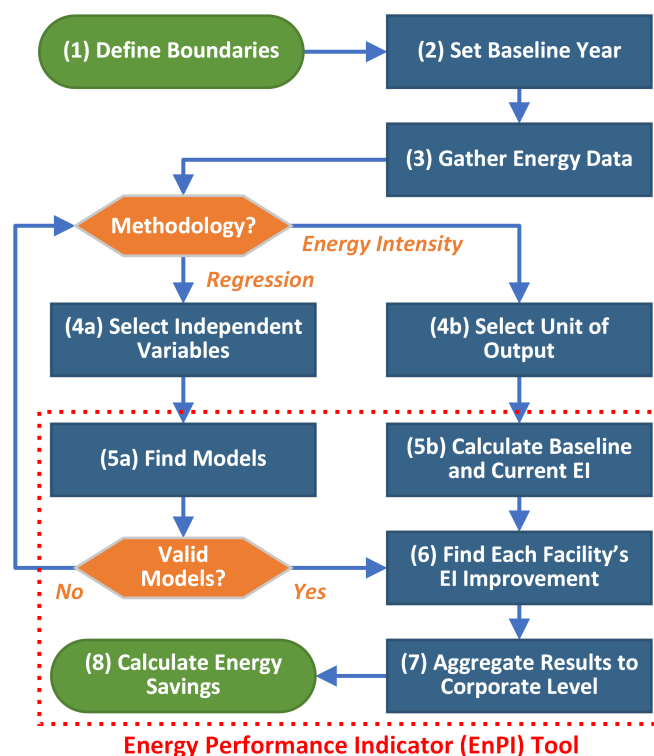 (1) Define Boundaries
(2) Set Baseline Year
(3) Gather Energy Data
Methodology?
Energy Intensity
Regression
(4a) Select Independent
Variables
(4b) Select Unit of
Output
(5a) Find Models
(5b) Calculate Baseline
and Current EI
Valid
Models?
No
Yes
(6) Find Each Facility’s
EI Improvement
(8) Calculate Energy
Savings
(7) Aggregate Results to
Corporate Level
Energy Performance Indicator (EnPI) Tool